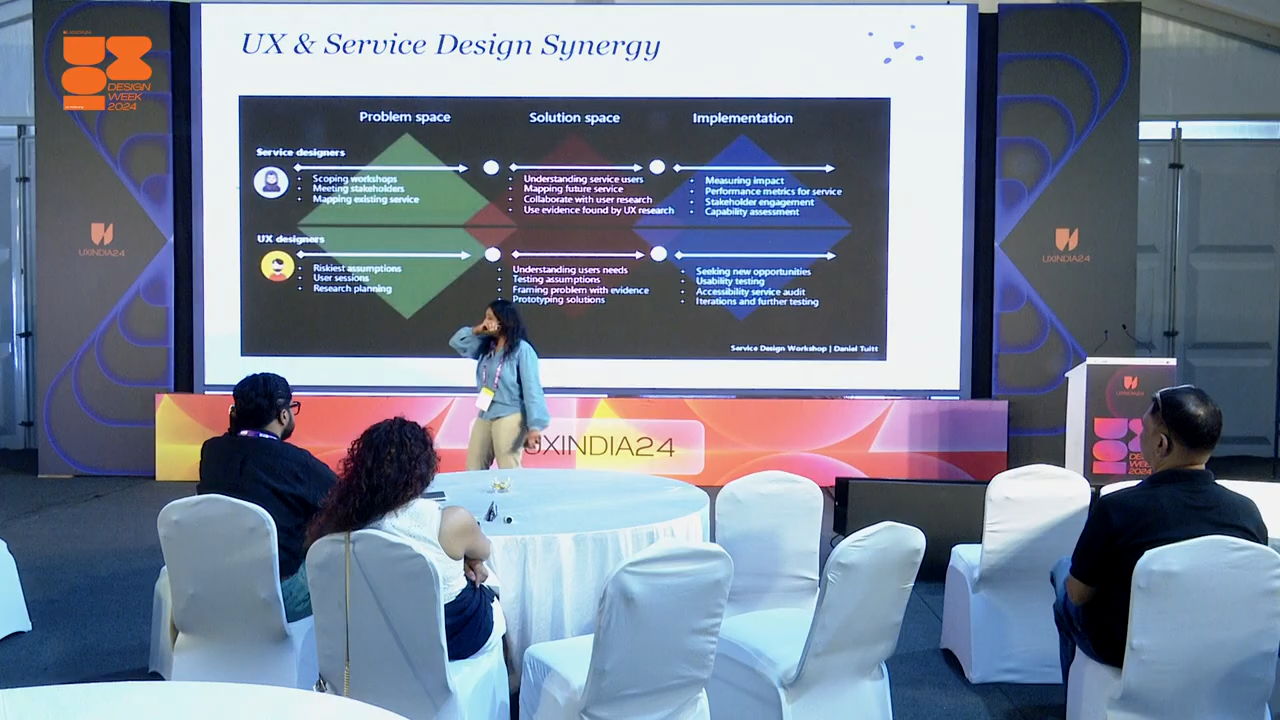 UX & Service Design Synergy
DESIGN
WEEK
2024
Problem space
Solution space
Implementation
Service designers
• Scoping workshops
• Meeting stakeholders
• Mapping existing service
• Understanding service users
• Mapping future service
• Collaborate with user research
• Use evidence found by UX research
• Measuring impact
• Performance metrics for service
• Stakeholder engagement
• Capability assessment
UX designers
• Riskiest assumptions
• User sessions
• Research planning
• Understanding users needs
• Testing assumptions
• Framing problem with evidence
• Prototyping solutions
• Seeking new opportunities
• Usability testing
• Accessibility service audit
• Iterations and further testing
Service Design Workshop | Daniel Tuitt
UXINDIA24
UXINDIA24
UXINDIA24